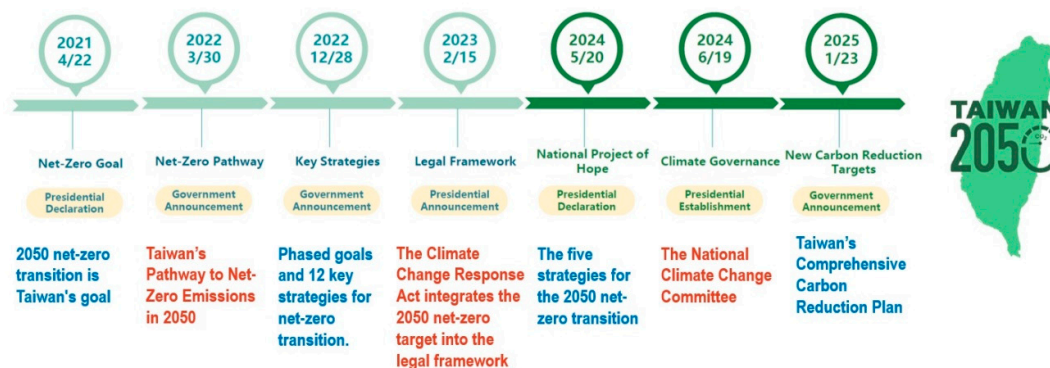 2021
4/22
2022
3/30
2022
12/28
2023
2/15
2024
5/20
2024
6/19
2025
1/23
Net-Zero Goal
Net-Zero Pathway
Key Strategies
Legal Framework
National Project of
Hope
Climate Governance
New Carbon Reduction
Targets
Presidential
Declaration
Government
Announcement
Government
Announcement
Presidential
Announcement
Presidential
Declaration
Presidential
Establishment
Government
Announcement
2050 net-zero
transition is
Taiwan's goal
Taiwan's
Pathway to Net-
Zero Emissions
in 2050
Phased goals
and 12 key
strategies for
net-zero
transition.
The Climate
Change Response
Act integrates the
2050 net-zero
target into the
legal framework
The five
strategies for
the 2050 net-
zero transition
The National
Climate Change
Committee
Taiwan's
Comprehensive
Carbon
Reduction Plan
TAIWAN
2050
CO₂